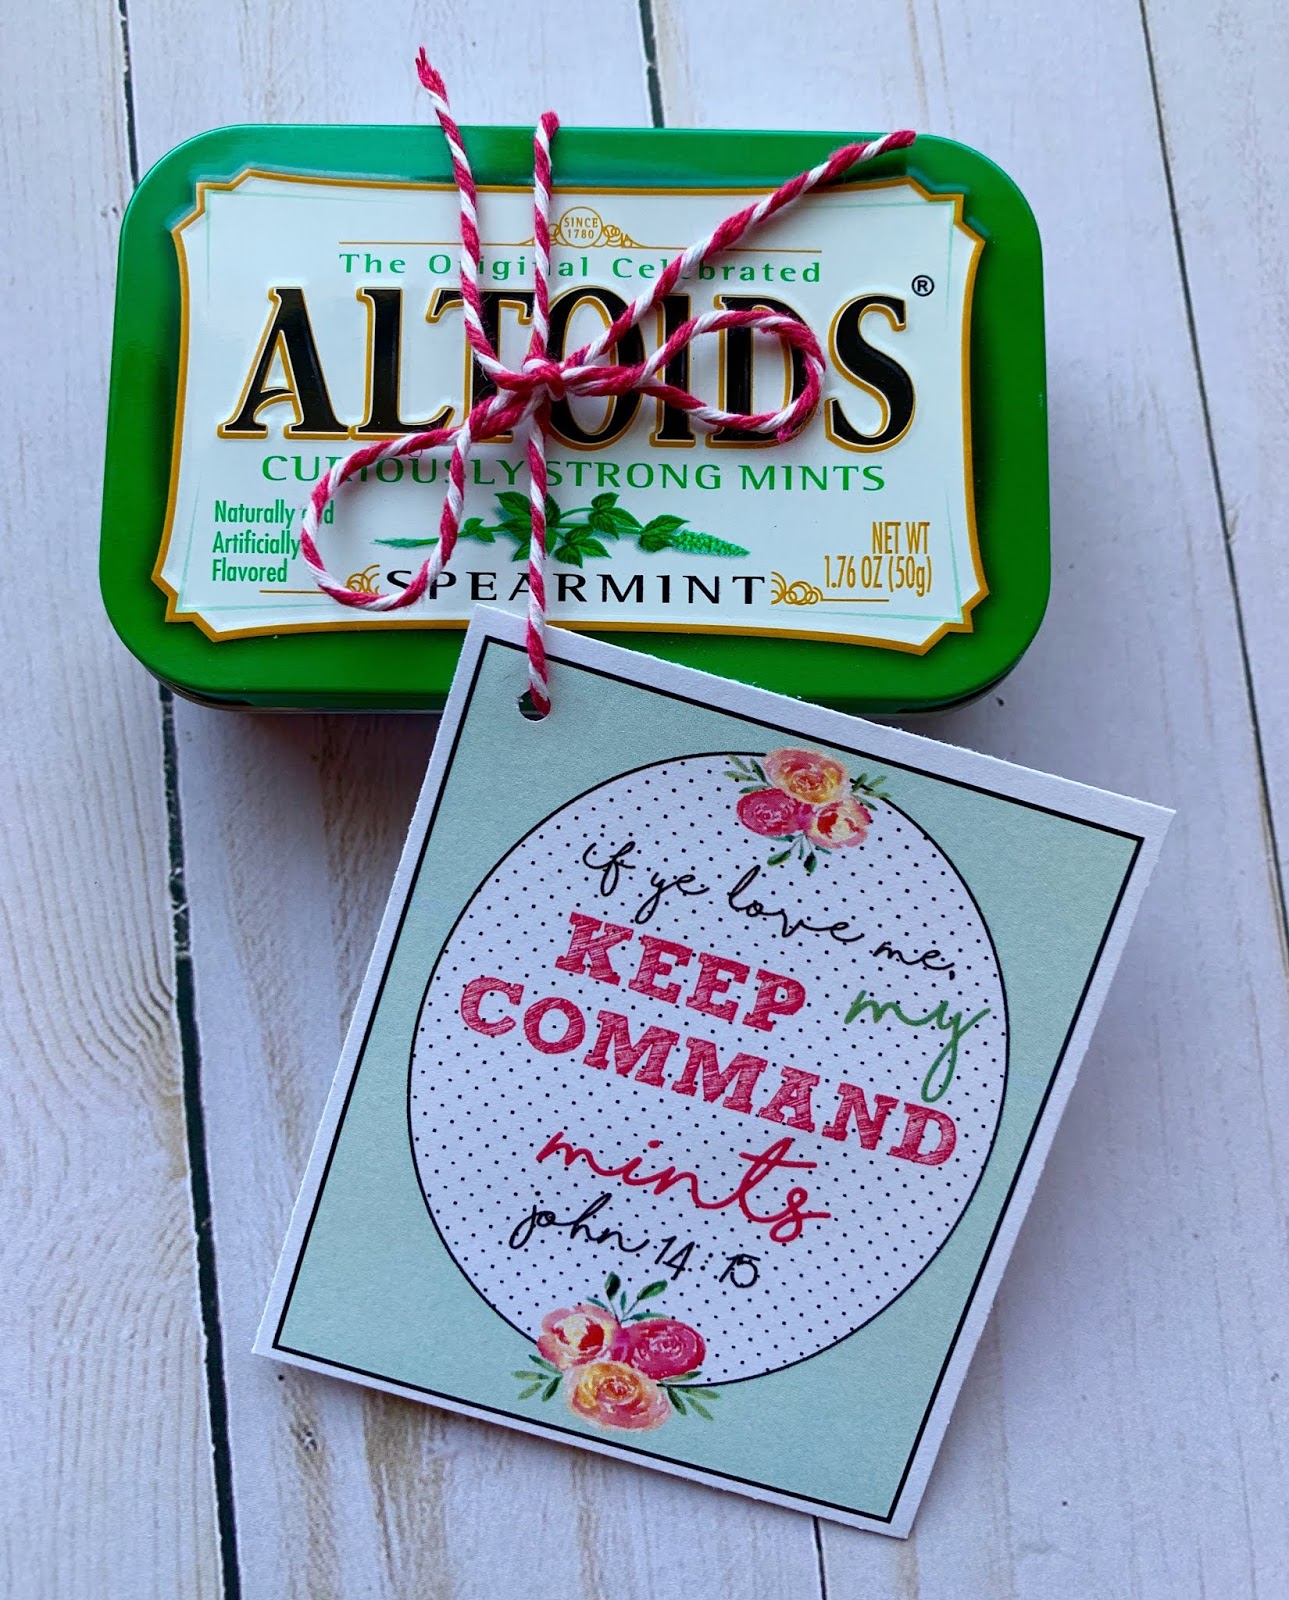 SINCE
1780
The Original Celebrated
ALTOIDS®
CURIOUSLY STRONG MINTS
Naturally and
Artificially
Flavored
SPEARMINT
NET WT
1.76 OZ (50g)
if ye love me,
KEEP my
COMMAND
mints
john 14:15